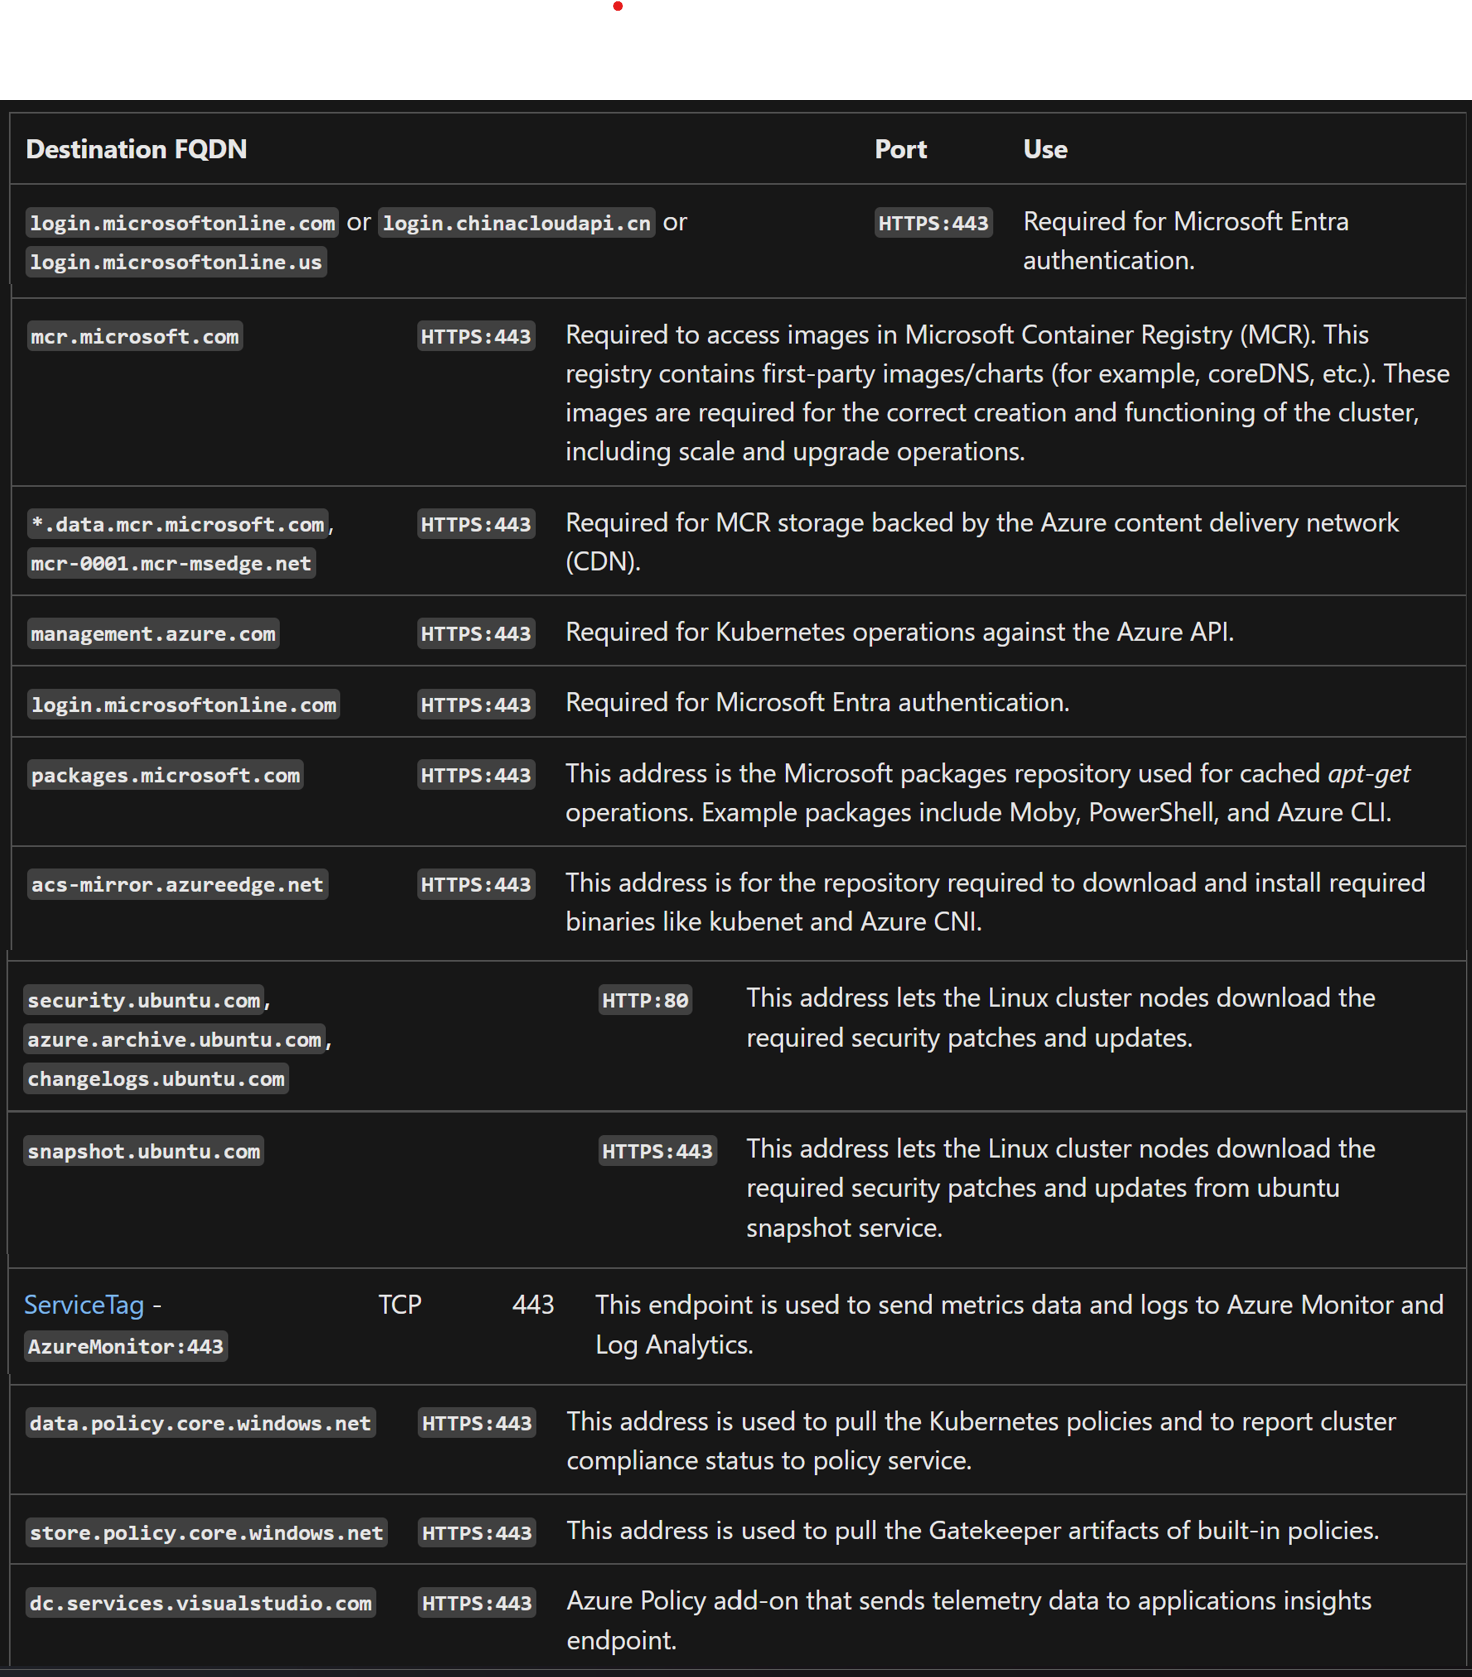 Destination FQDN Port Use
login.microsoftonline.com or login.chinacloudapi.cn or HTTPS:443 Required for Microsoft Entra
login.microsoftonline.us authentication.
mcr.microsoft.com HTTPS:443 Required to access images in Microsoft Container Registry (MCR). This
registry contains first-party images/charts (for example, coreDNS, etc.). These
images are required for the correct creation and functioning of the cluster,
including scale and upgrade operations.
*.data.mcr.microsoft.com, HTTPS:443 Required for MCR storage backed by the Azure content delivery network
mcr-0001.mcr-msedge.net (CDN).
management.azure.com HTTPS:443 Required for Kubernetes operations against the Azure API.
login.microsoftonline.com HTTPS:443 Required for Microsoft Entra authentication.
packages.microsoft.com HTTPS:443 This address is the Microsoft packages repository used for cached apt-get
operations. Example packages include Moby, PowerShell, and Azure CLI.
acs-mirror.azureedge.net HTTPS:443 This address is for the repository required to download and install required
binaries like kubenet and Azure CNI.
security.ubuntu.com, HTTP:80 This address lets the Linux cluster nodes download the
azure.archive.ubuntu.com, required security patches and updates.
changelogs.ubuntu.com
snapshot.ubuntu.com HTTPS:443 This address lets the Linux cluster nodes download the
required security patches and updates from ubuntu
snapshot service.
ServiceTag - TCP 443 This endpoint is used to send metrics data and logs to Azure Monitor and
AzureMonitor:443 Log Analytics.
data.policy.core.windows.net HTTPS:443 This address is used to pull the Kubernetes policies and to report cluster
compliance status to policy service.
store.policy.core.windows.net HTTPS:443 This address is used to pull the Gatekeeper artifacts of built-in policies.
dc.services.visualstudio.com HTTPS:443 Azure Policy add-on that sends telemetry data to applications insights
endpoint.